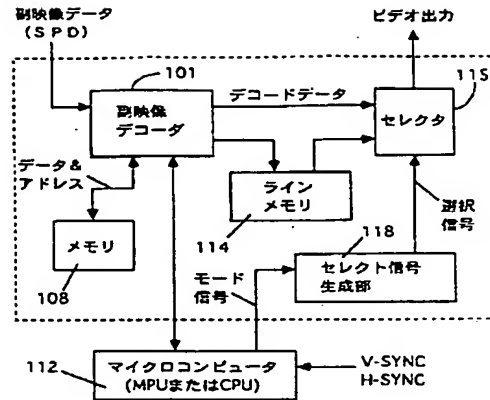 副映像データ
(SPD)
ビデオ出力
101
115
副映像
デコーダ
デコードデータ
セレクタ
データ&
アドレス
ライン
メモリ
114
選択
信号
メモリ
108
118
モード
信号
セレクト信号
生成部
112
マイクロコンピュータ
(MPUまたはCPU)
V-SYNC
H-SYNC